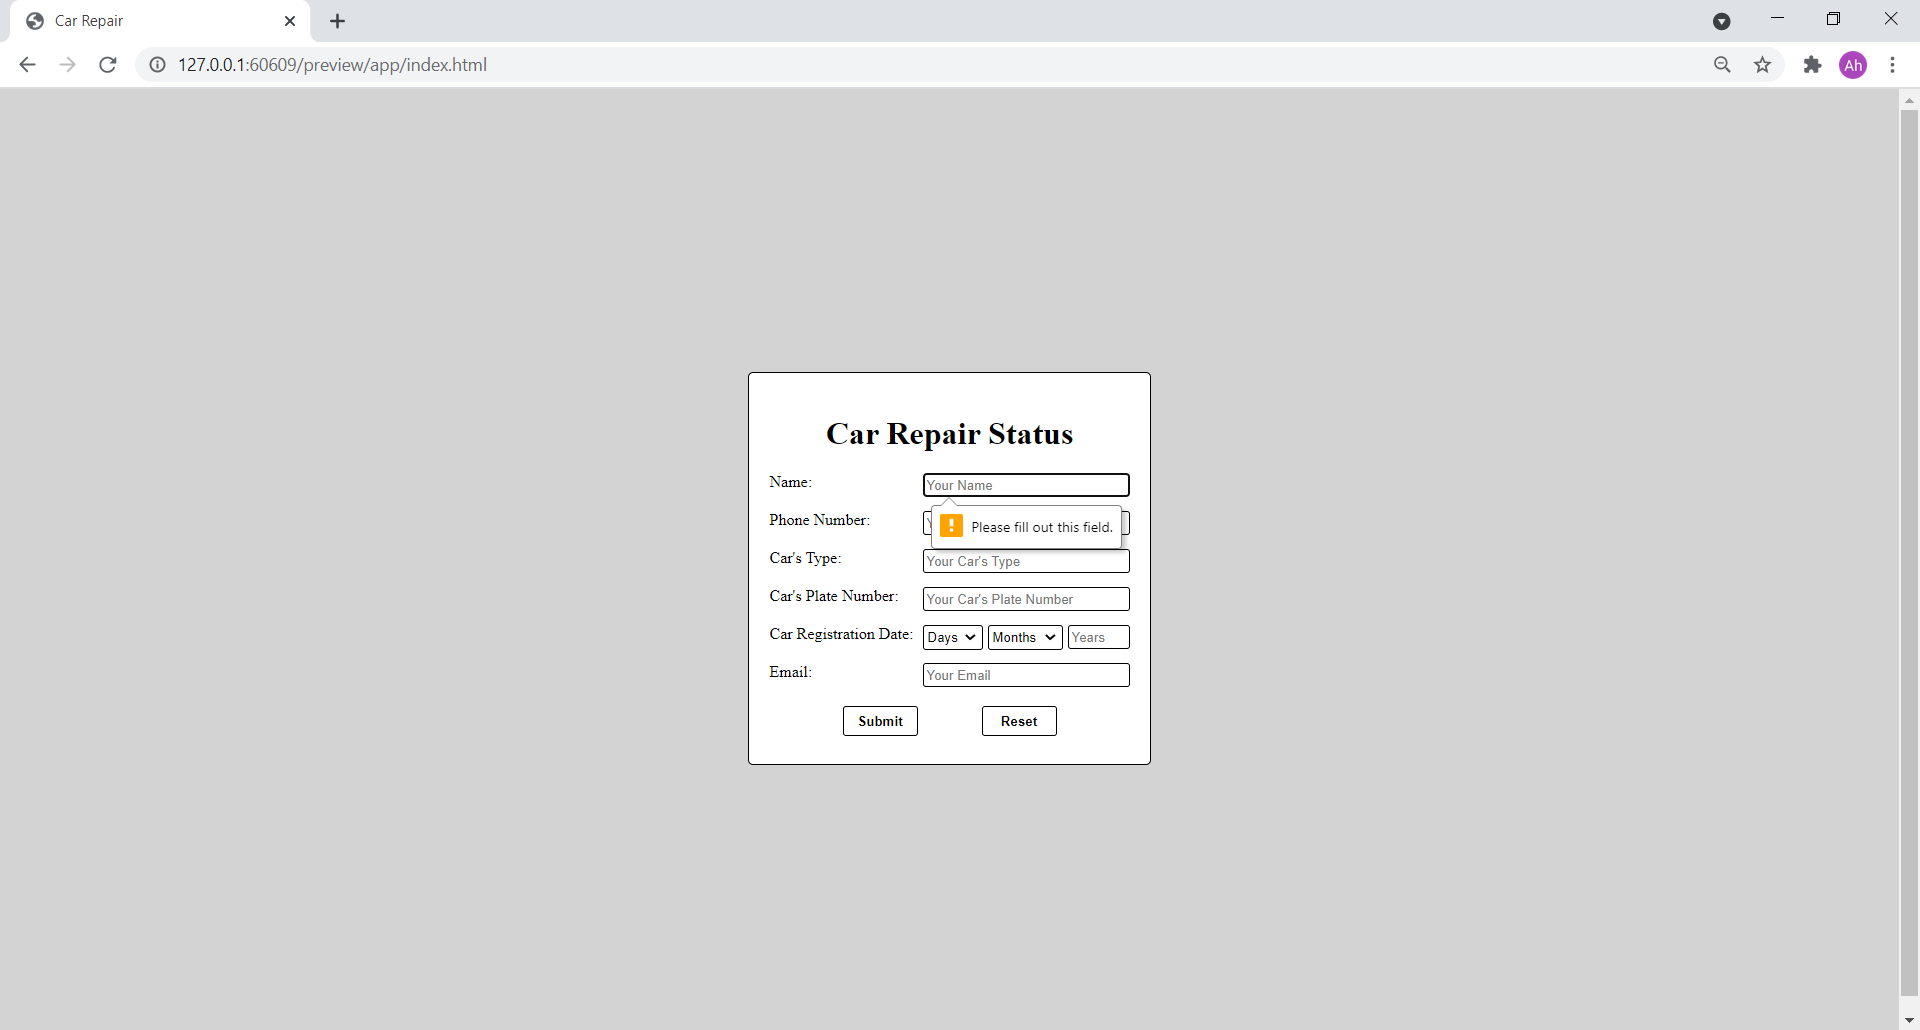 Car Repair
127.0.0.1:60609/preview/app/index.html
Ah
Car Repair Status
Name: Your Name
! Please fill out this field.
Phone Number: Y
Car's Type: Your Car's Type
Car's Plate Number: Your Car's Plate Number
Car Registration Date: Days Months Years
Email: Your Email
Submit Reset